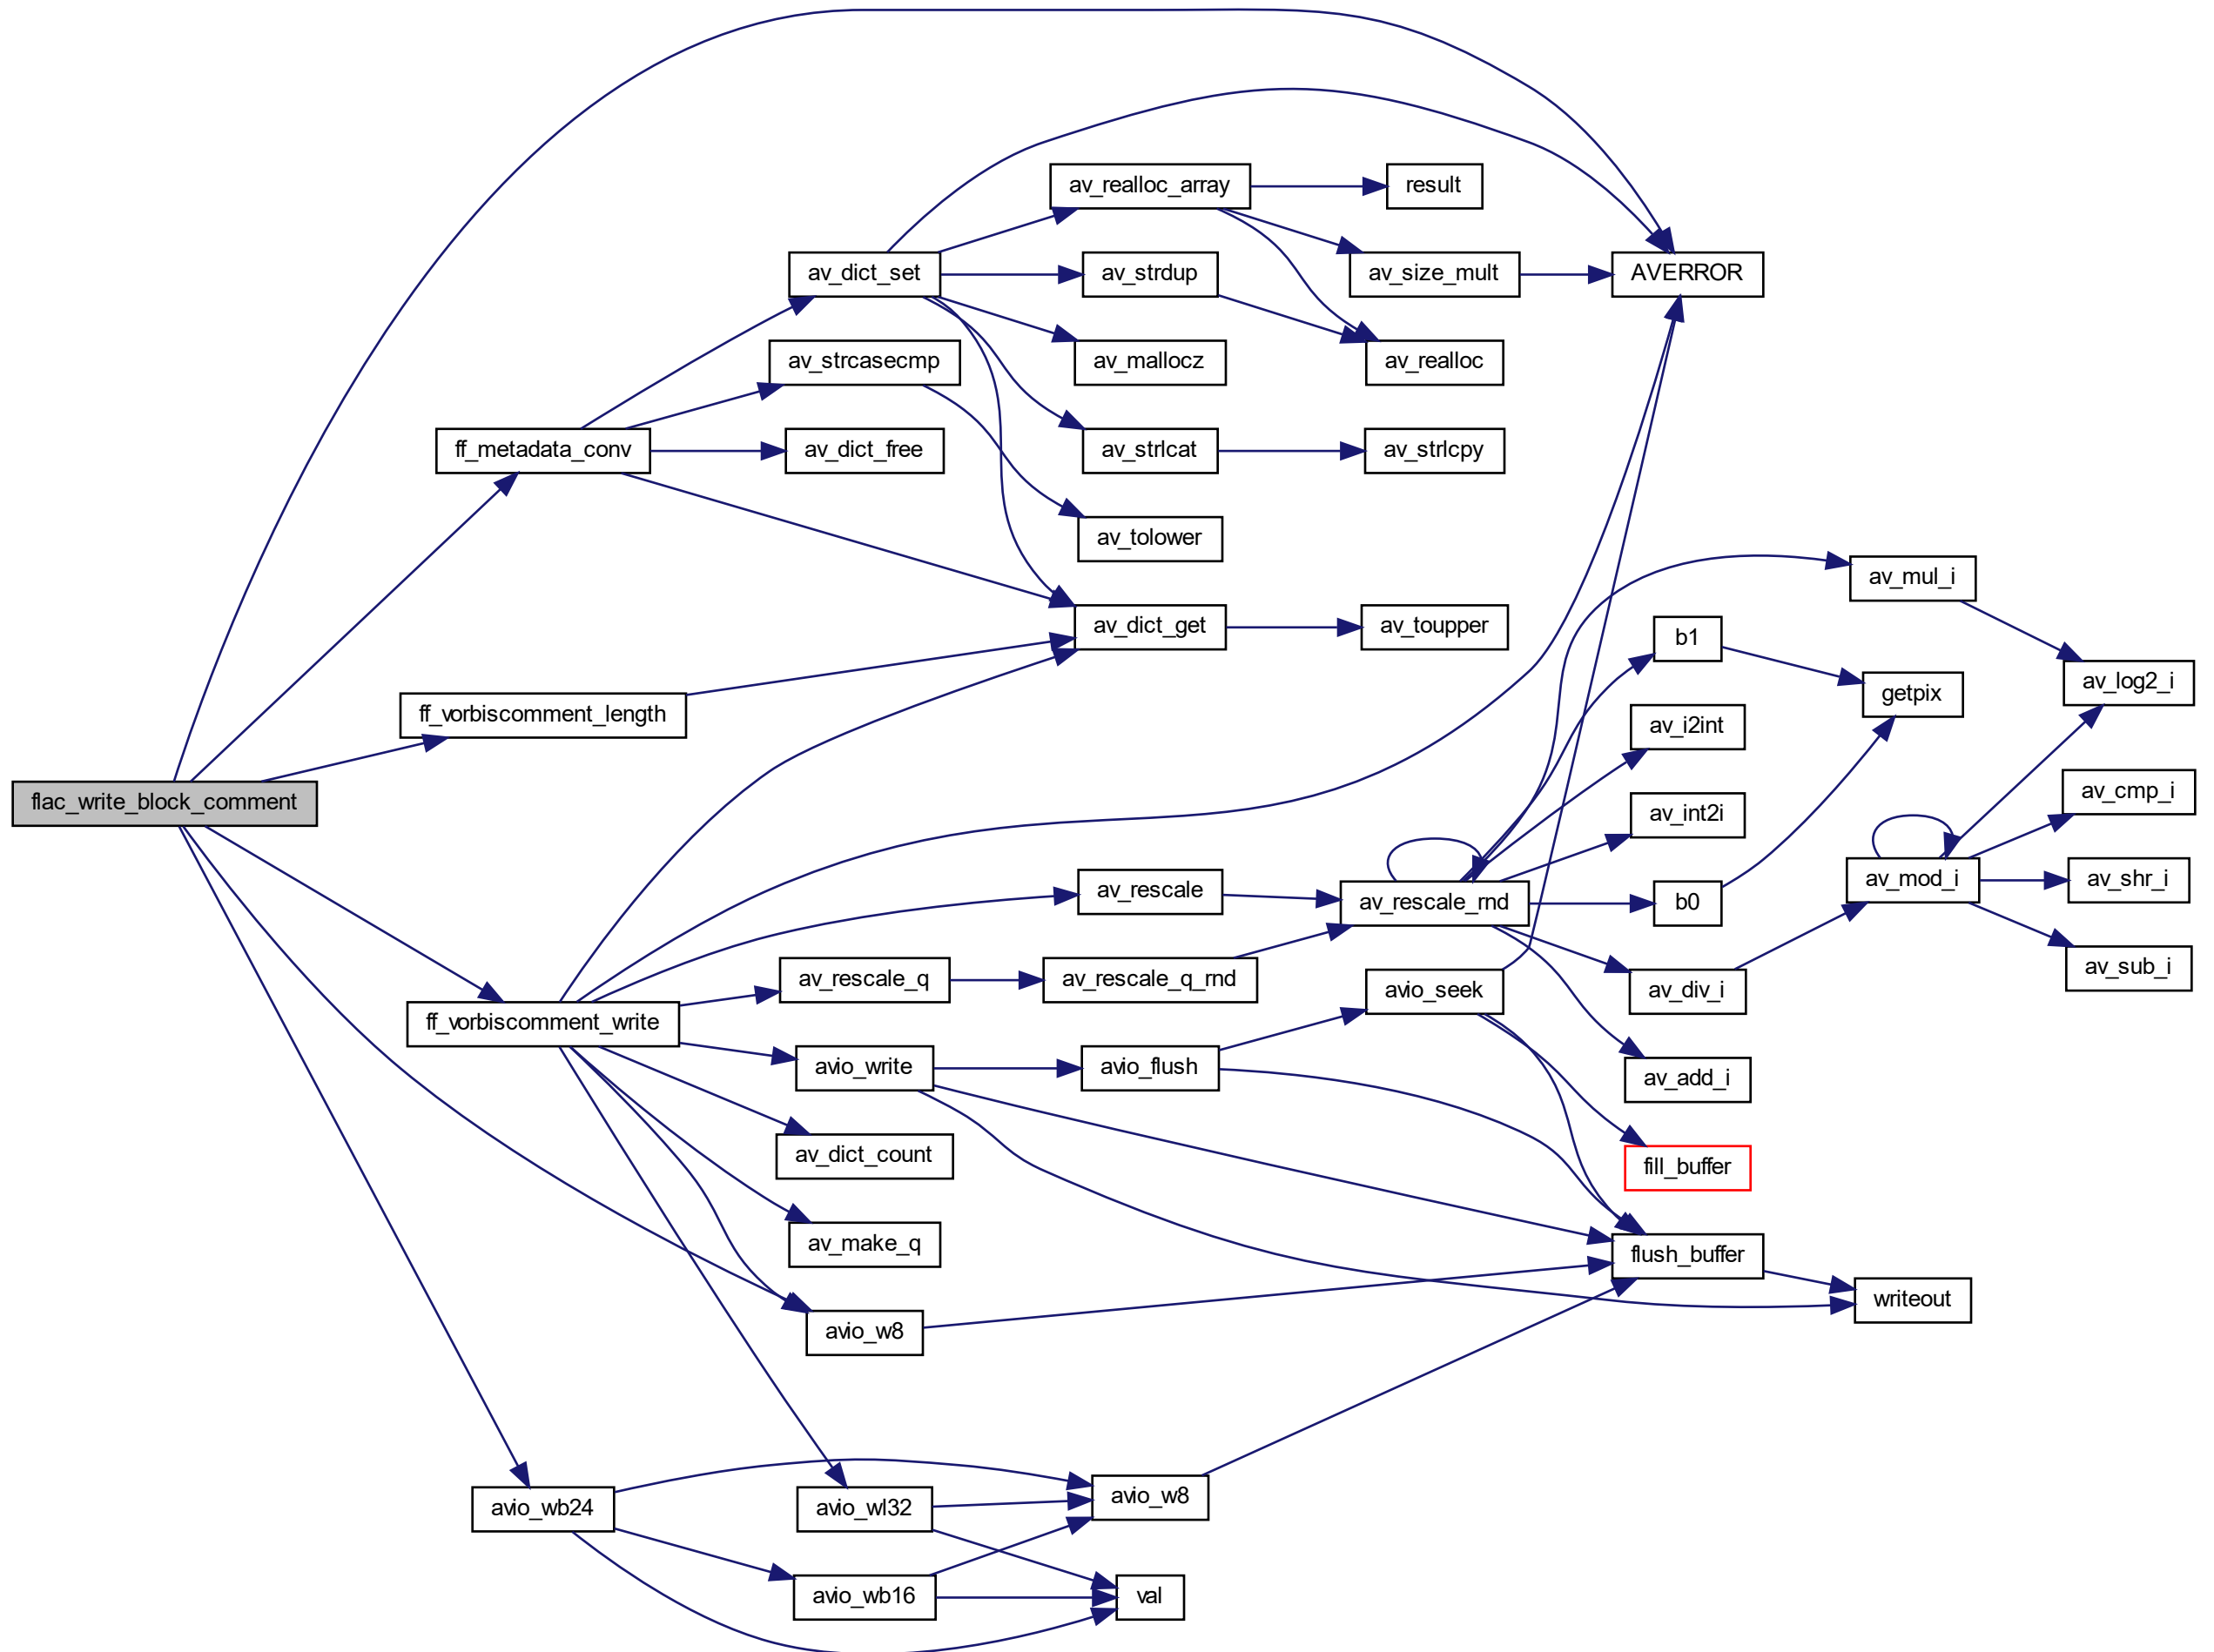 flac_write_block_comment
ff_metadata_conv
ff_vorbiscomment_length
ff_vorbiscomment_write
avio_wb24
av_dict_set
av_strcasecmp
av_dict_free
av_rescale_q
avio_write
av_dict_count
av_make_q
avio_w8
avio_wl32
avio_wb16
av_realloc_array
av_strdup
av_mallocz
av_strlcat
av_tolower
av_dict_get
av_rescale
av_rescale_q_rnd
avio_flush
avio_w8
val
result
av_size_mult
av_realloc
av_strlcpy
av_toupper
av_rescale_rnd
avio_seek
AVERROR
b1
av_i2int
av_int2i
b0
av_div_i
av_add_i
fill_buffer
flush_buffer
av_mul_i
getpix
av_mod_i
writeout
av_log2_i
av_cmp_i
av_shr_i
av_sub_i